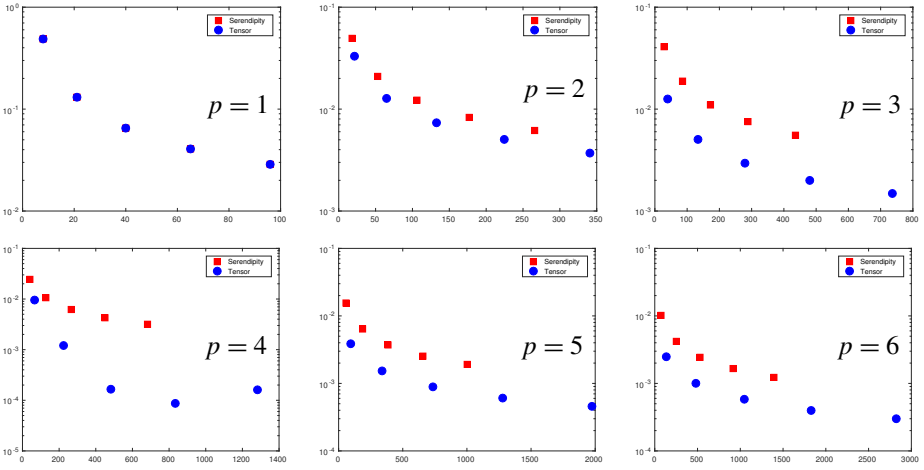 10^0
Serendipity
Tensor
10^-1
p = 1
10^-2
0 20 40 60 80 100
10^-1
Serendipity
Tensor
10^-2
p = 2
10^-3
0 50 100 150 200 250 300 350
10^-1
Serendipity
Tensor
10^-2
p = 3
10^-3
0 100 200 300 400 500 600 700 800
10^-1
Serendipity
Tensor
10^-2
10^-3
p = 4
10^-4
10^-5
0 200 400 600 800 1000 1200 1400
10^-1
Serendipity
Tensor
10^-2
p = 5
10^-3
10^-4
0 500 1000 1500 2000
10^-1
Serendipity
Tensor
10^-2
p = 6
10^-3
10^-4
0 500 1000 1500 2000 2500 3000